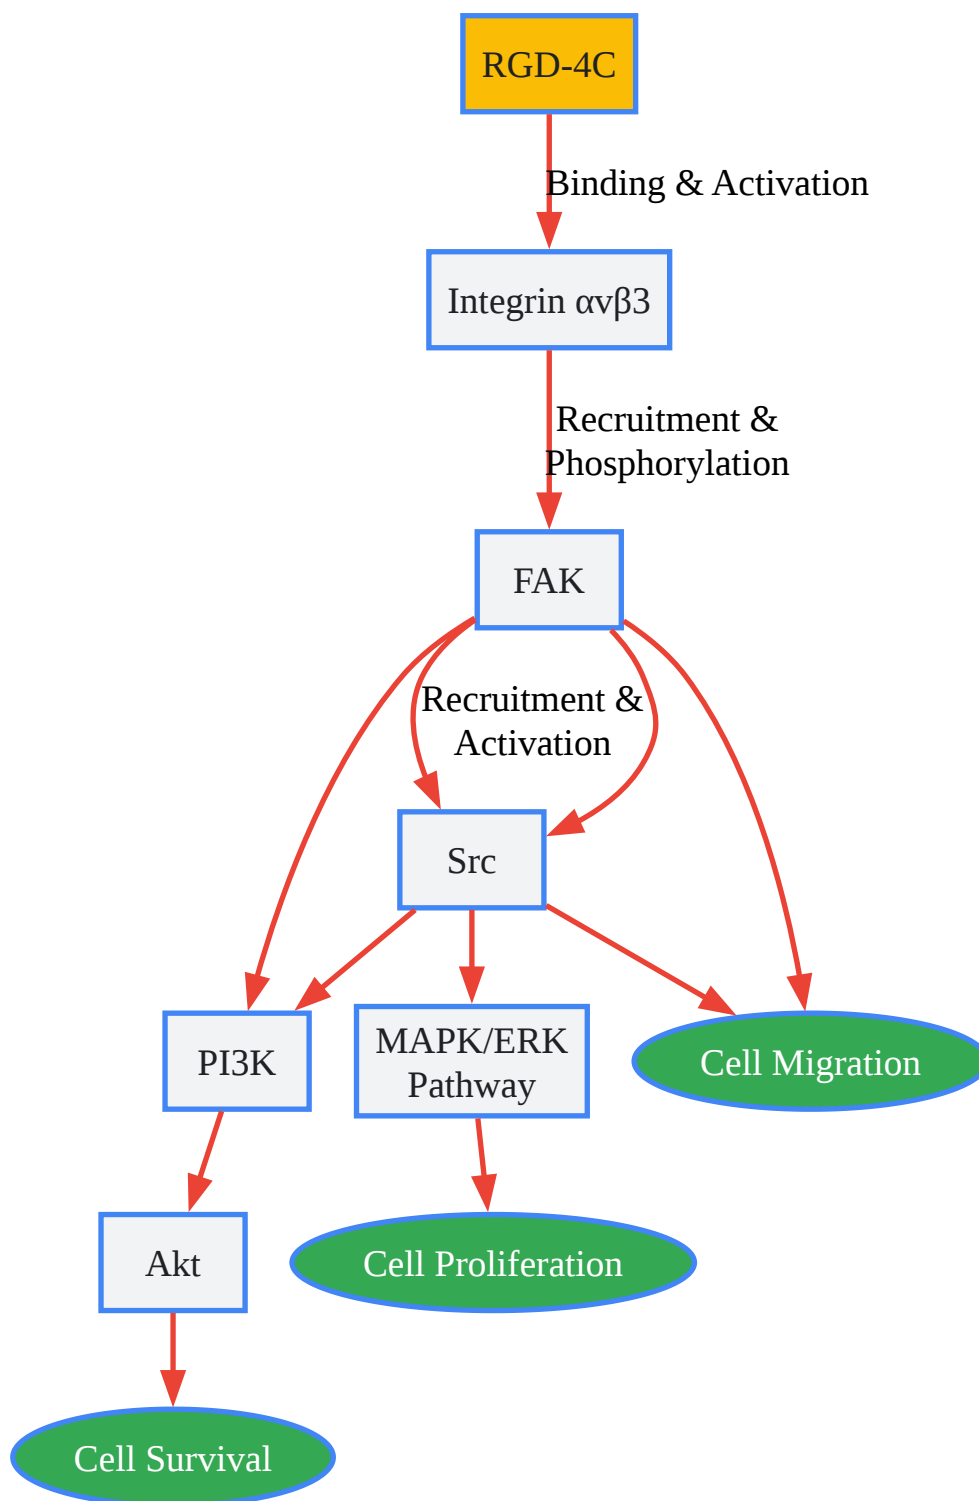 RGD-4C
Binding & Activation
Integrin αvβ3
Recruitment &
Phosphorylation
FAK
Recruitment &
Activation
Src
PI3K
MAPK/ERK
Pathway
Cell Migration
Akt
Cell Proliferation
Cell Survival